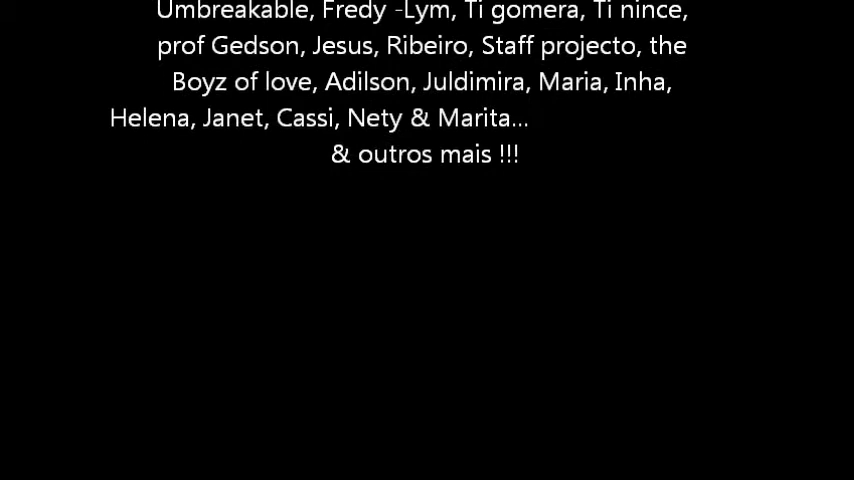 Umbreakable, Fredy -Lym, Ti gomera, Ti nince,
prof Gedson, Jesus, Ribeiro, Staff projecto, the
Boyz of love, Adilson, Juldimira, Maria, Inha,
Helena, Janet, Cassi, Nety & Marita...
& outros mais !!!